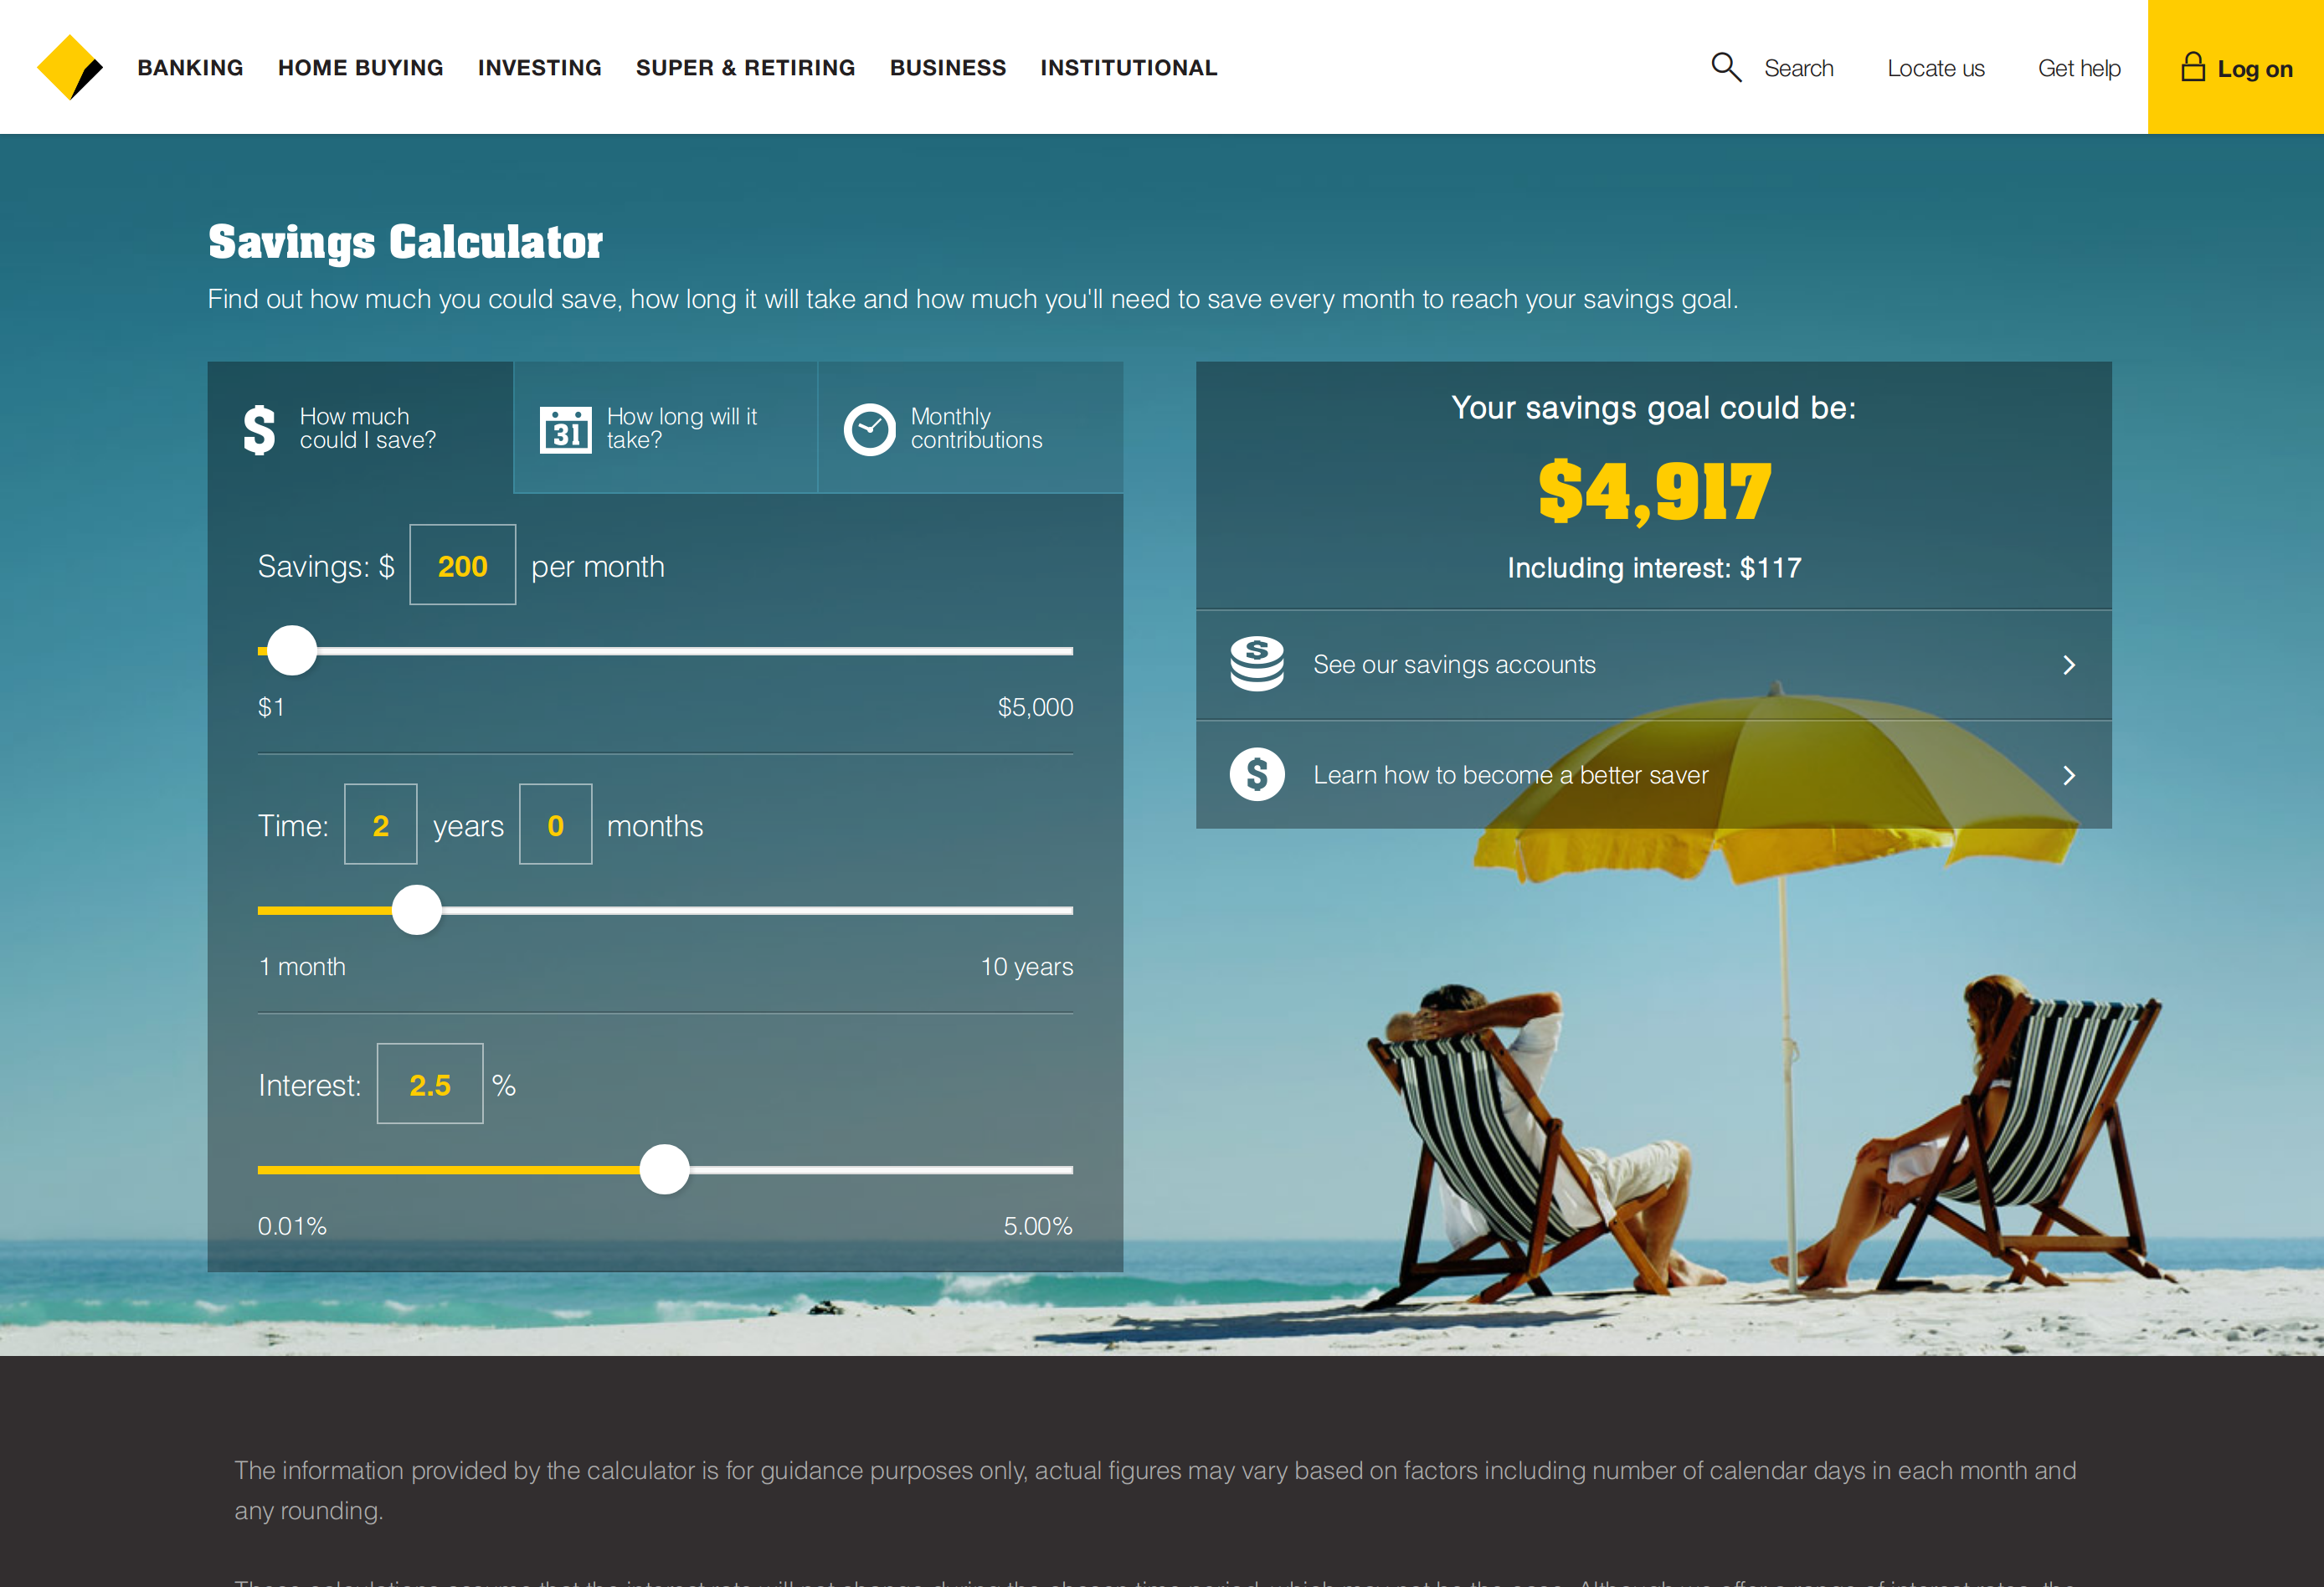 BANKING HOME BUYING INVESTING SUPER & RETIRING BUSINESS INSTITUTIONAL Search Locate us Get help Log on
Savings Calculator
Find out how much you could save, how long it will take and how much you'll need to save every month to reach your savings goal.
How much
could I save?
31
How long will it
take?
Monthly
contributions
Savings: $ 200 per month
$1 $5,000
Time: 2 years 0 months
1 month 10 years
Interest: 2.5 %
0.01% 5.00%
Your savings goal could be:
$4,917
Including interest: $117
See our savings accounts
Learn how to become a better saver
The information provided by the calculator is for guidance purposes only, actual figures may vary based on factors including number of calendar days in each month and
any rounding.